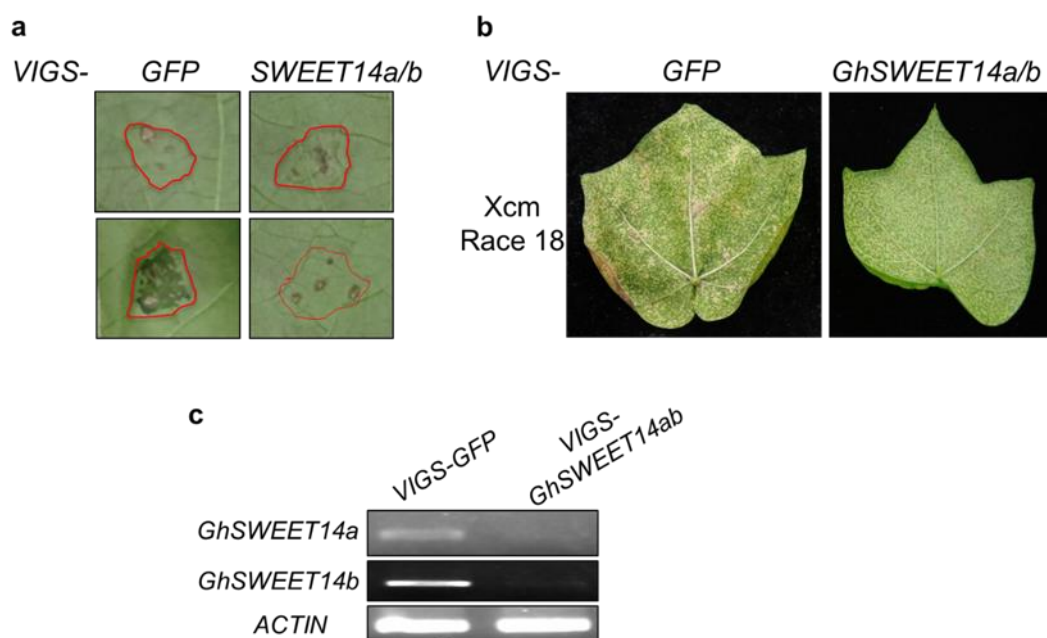 a
VIGS- GFP SWEET14a/b
b
VIGS- GFP GhSWEET14a/b
Xcm
Race 18
c
VIGS-GFP
VIGS-
GhSWEET14ab
GhSWEET14a
GhSWEET14b
ACTIN